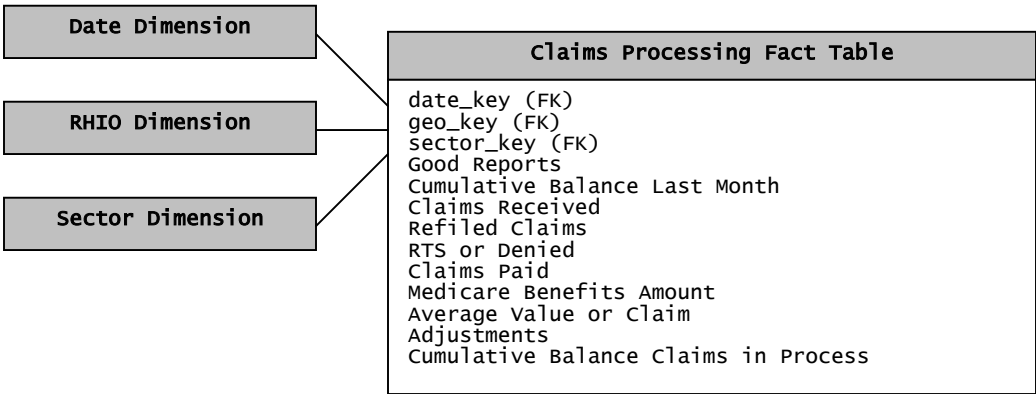 Date Dimension
RHIO Dimension
Sector Dimension
Claims Processing Fact Table
date_key (FK)
geo_key (FK)
sector_key (FK)
Good Reports
Cumulative Balance Last Month
Claims Received
Refiled Claims
RTS or Denied
Claims Paid
Medicare Benefits Amount
Average Value or Claim
Adjustments
Cumulative Balance Claims in Process